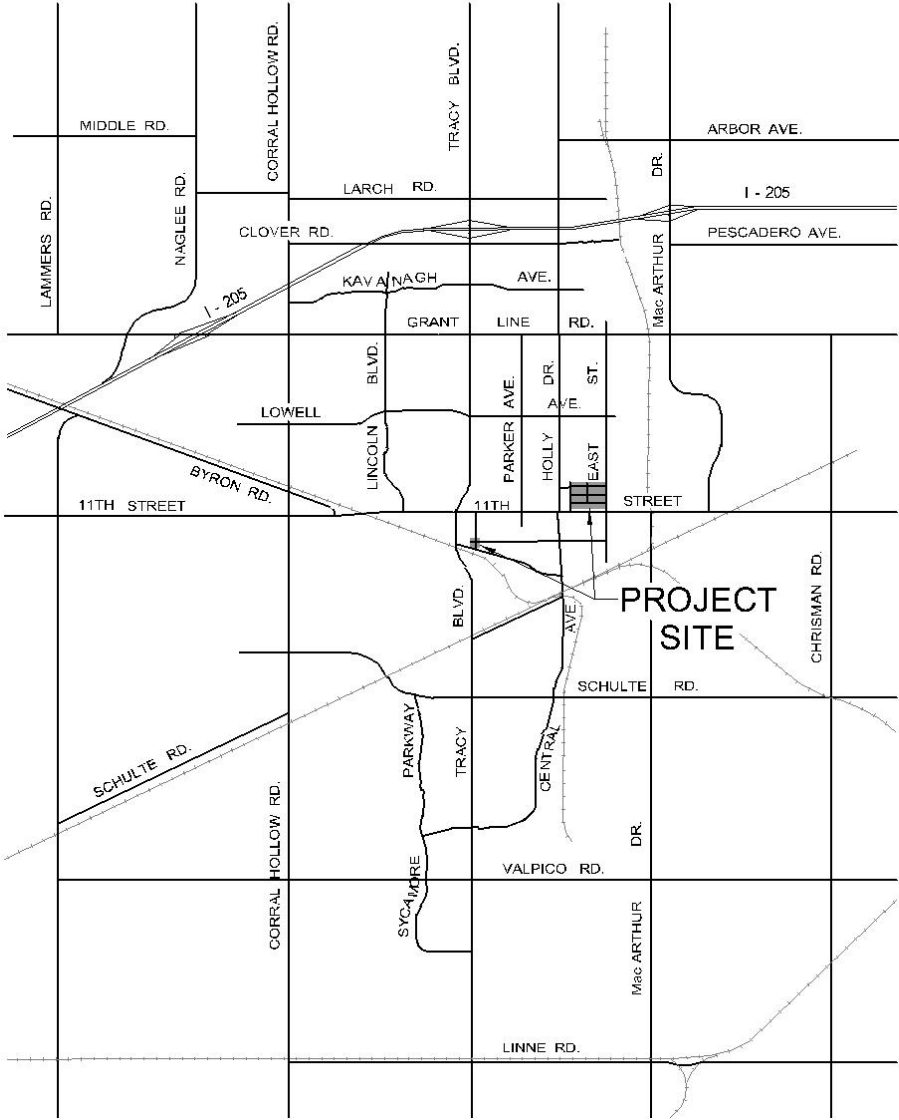 CORRAL HOLLOW RD.
TRACY BLVD.
MIDDLE RD.
ARBOR AVE.
DR.
LARCH RD.
I - 205
LAMMERS RD.
NAGLEE RD.
CLOVER RD.
PESCADERO AVE.
Mac ARTHUR
KAVANAGH AVE.
I - 205
GRANT LINE RD.
BLVD.
PARKER AVE.
DR.
ST.
LOWELL AVE.
LINCOLN
HOLLY
EAST
BYRON RD.
11TH STREET
11TH STREET
PROJECT
SITE
BLVD.
AVE.
CHRISMAN RD.
SCHULTE RD.
PARKWAY
TRACY
CENTRAL
SCHULTE RD.
CORRAL HOLLOW RD.
DR.
VALPICO RD.
SYCAMORE
Mac ARTHUR
LINNE RD.